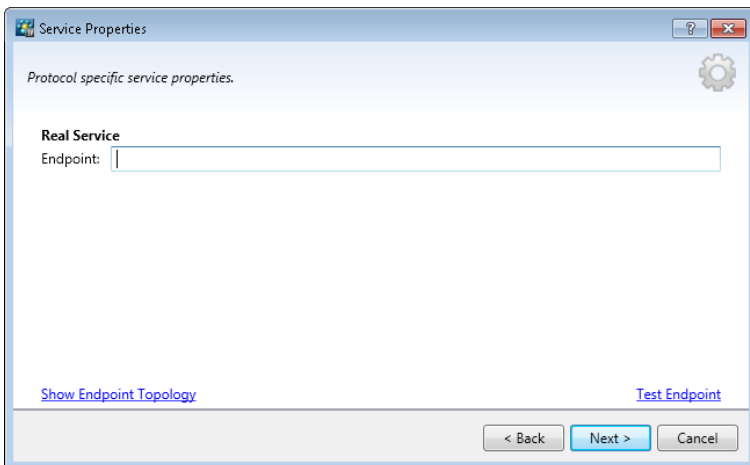 Service Properties
?
Protocol specific service properties.
Real Service
Endpoint:
Show Endpoint Topology
Test Endpoint
< Back
Next >
Cancel